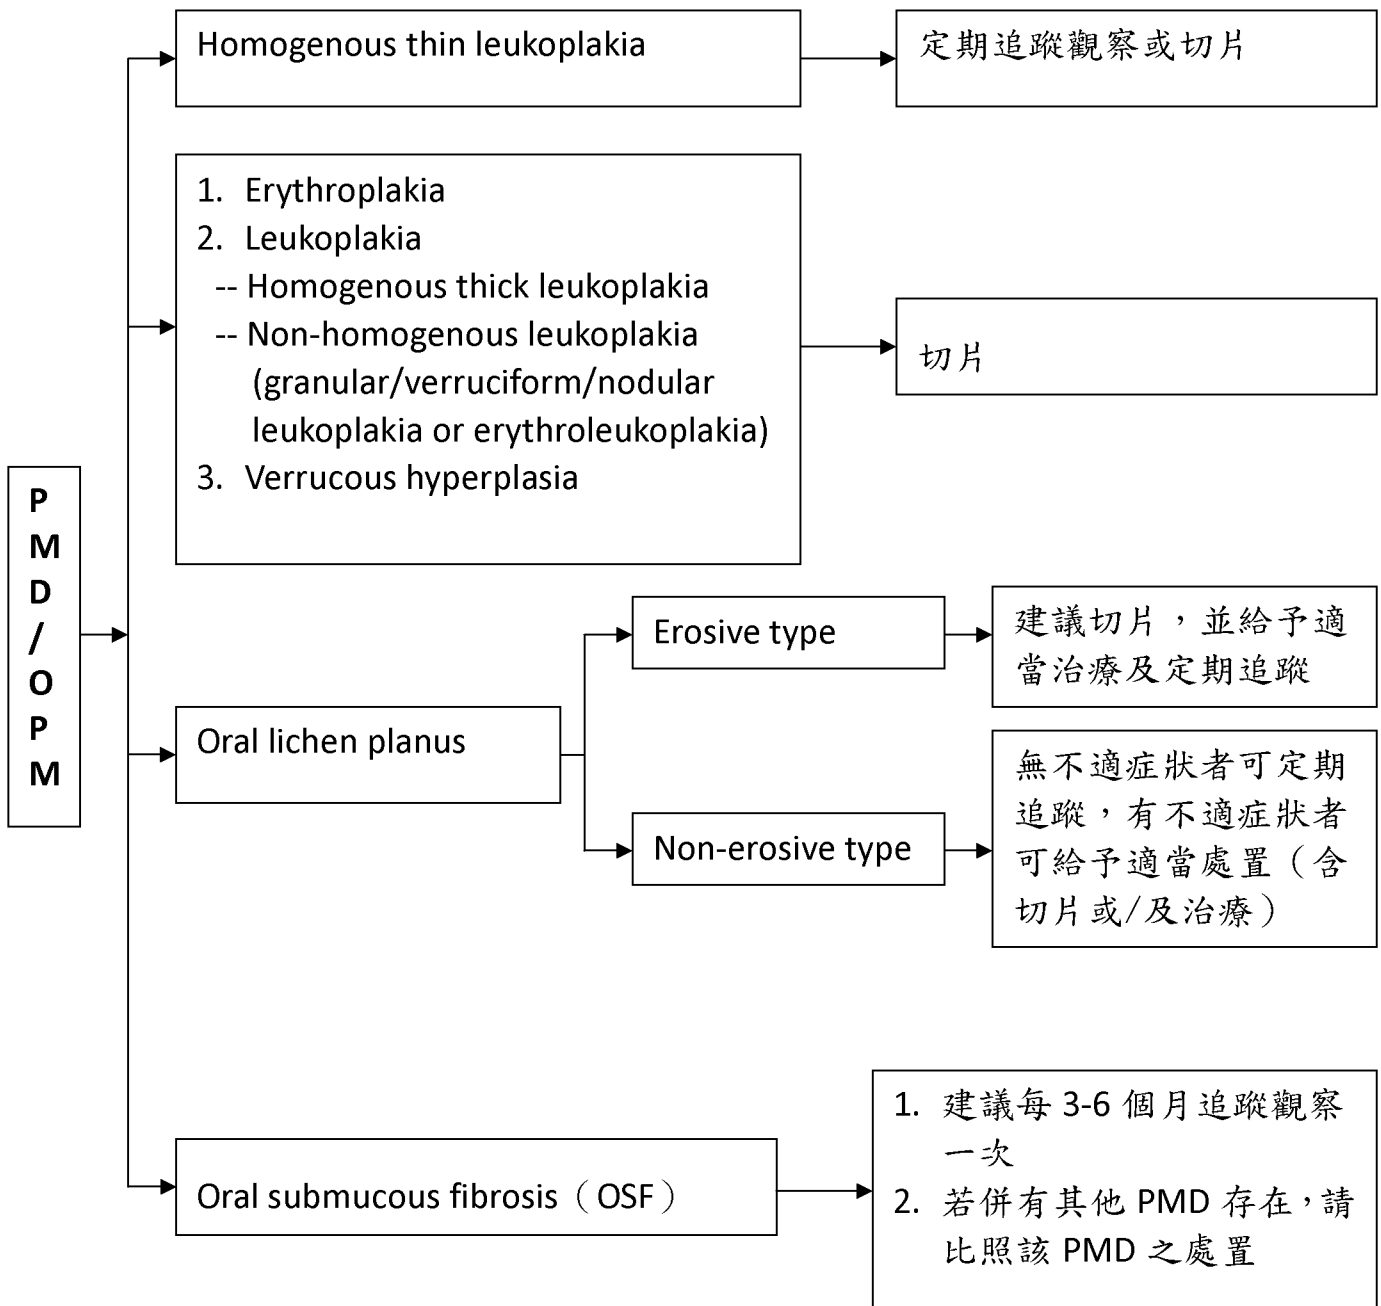 Homogenous thin leukoplakia
定期追蹤觀察或切片
1. Erythroplakia
2. Leukoplakia
-- Homogenous thick leukoplakia
-- Non-homogenous leukoplakia
(granular/verruciform/nodular
leukoplakia or erythroleukoplakia)
3. Verrucous hyperplasia
切片
P
M
D
/
O
P
M
Oral lichen planus
Erosive type
建議切片，並給予適
當治療及定期追蹤
Non-erosive type
無不適症狀者可定期
追蹤，有不適症狀者
可給予適當處置（含
切片或/及治療）
Oral submucous fibrosis（OSF）
1. 建議每 3-6 個月追蹤觀察
一次
2. 若併有其他 PMD 存在，請
比照該 PMD 之處置